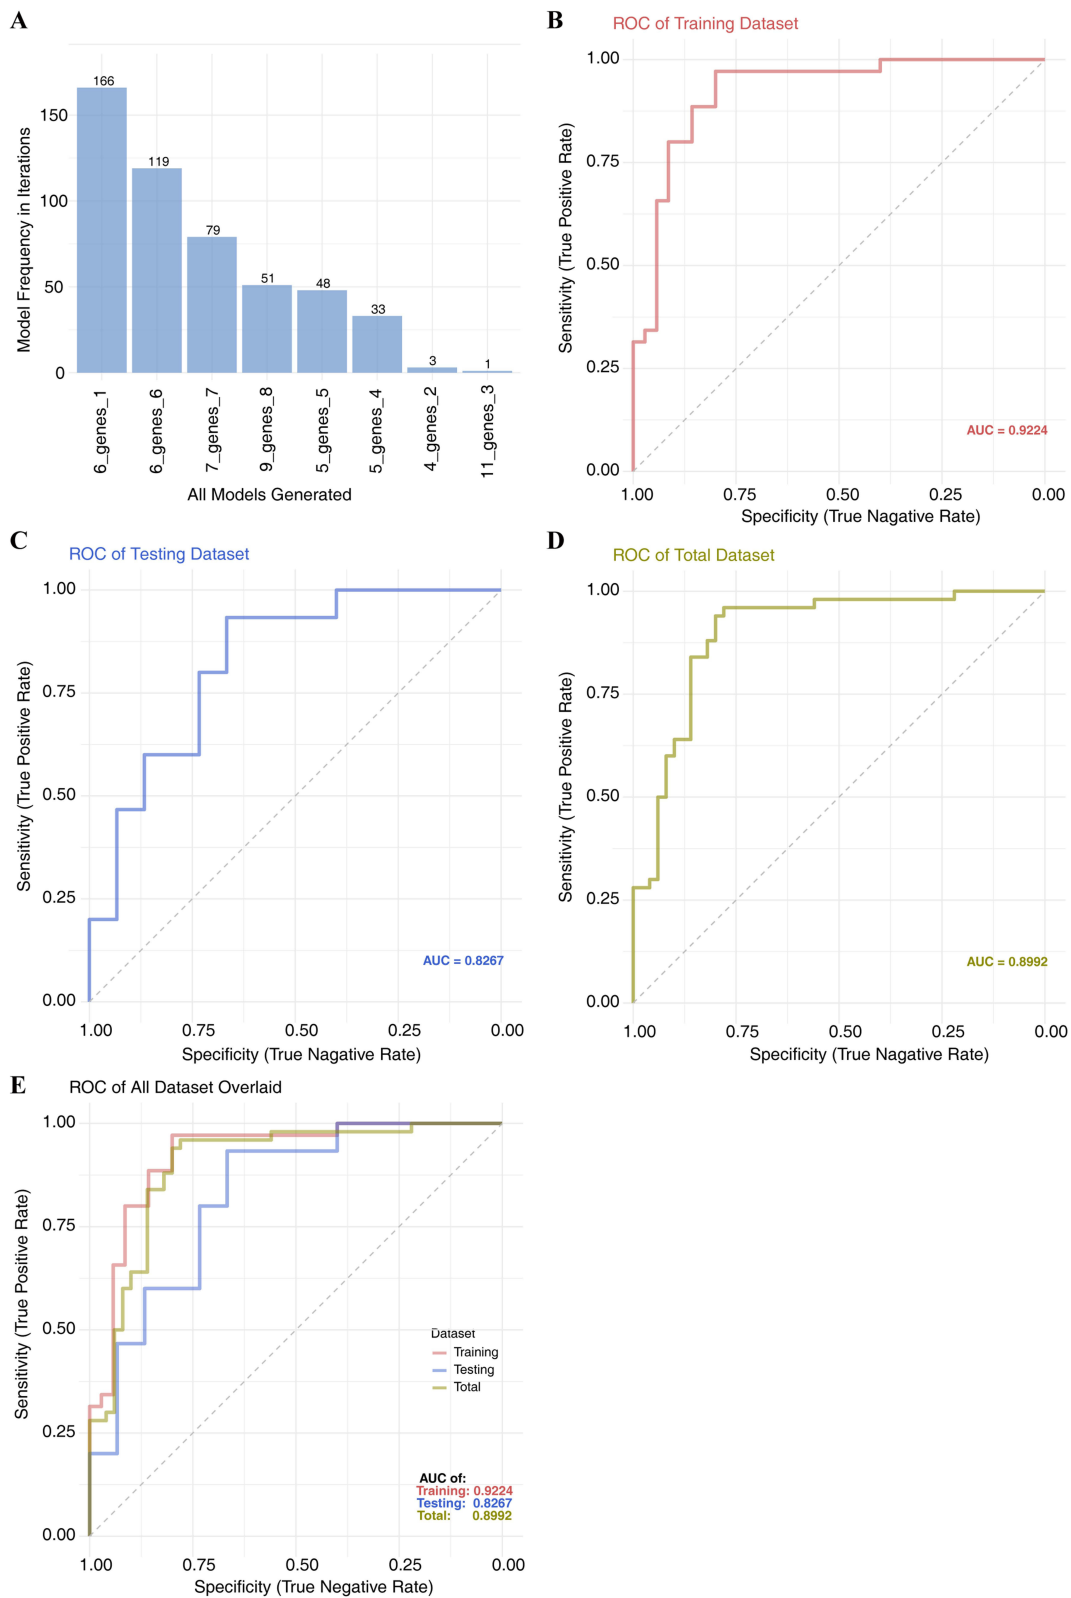 A
Model Frequency in Iterations
150
100
50
0
166
119
79
51
48
33
3
1
6_genes_1
6_genes_6
7_genes_7
9_genes_8
5_genes_5
5_genes_4
4_genes_2
11_genes_3
All Models Generated
B
ROC of Training Dataset
Sensitivity (True Positive Rate)
1.00
0.75
0.50
0.25
0.00
AUC = 0.9224
1.00 0.75 0.50 0.25 0.00
Specificity (True Nagative Rate)
C
ROC of Testing Dataset
Sensitivity (True Positive Rate)
1.00
0.75
0.50
0.25
0.00
AUC = 0.8267
1.00 0.75 0.50 0.25 0.00
Specificity (True Nagative Rate)
D
ROC of Total Dataset
Sensitivity (True Positive Rate)
1.00
0.75
0.50
0.25
0.00
AUC = 0.8992
1.00 0.75 0.50 0.25 0.00
Specificity (True Nagative Rate)
E
ROC of All Dataset Overlaid
Sensitivity (True Positive Rate)
1.00
0.75
0.50
0.25
0.00
Dataset
Training
Testing
Total
AUC of:
Training: 0.9224
Testing: 0.8267
Total: 0.8992
1.00 0.75 0.50 0.25 0.00
Specificity (True Negative Rate)